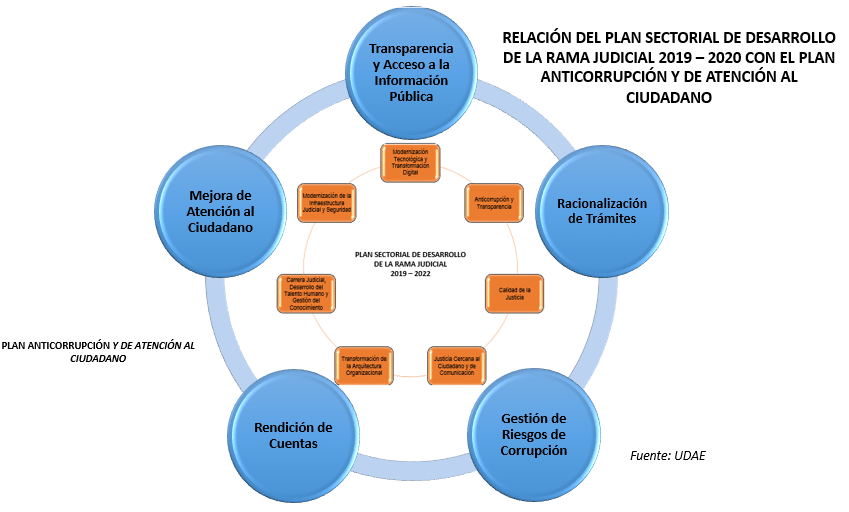 RELACIÓN DEL PLAN SECTORIAL DE DESARROLLO
DE LA RAMA JUDICIAL 2019 – 2020 CON EL PLAN
ANTICORRUPCIÓN Y DE ATENCIÓN AL
CIUDADANO
Transparencia
y Acceso a la
Información
Pública
Racionalización
de Trámites
Gestión de
Riesgos de
Corrupción
Rendición de
Cuentas
Mejora de
Atención al
Ciudadano
Modernización
Tecnológica y
Transformación
Digital
Anticorrupción y
Transparencia
Calidad de la
Justicia
Justicia Cercana al
Ciudadano y de
Comunicación
Transformación de
la Arquitectura
Organizacional
Carrera Judicial,
Desarrollo del
Talento Humano y
Gestión del
Conocimiento
Modernización de la
Infraestructura
Judicial y Seguridad
PLAN SECTORIAL DE DESARROLLO
DE LA RAMA JUDICIAL
2019 – 2022
PLAN ANTICORRUPCIÓN Y DE ATENCIÓN AL
CIUDADANO
Fuente: UDAE